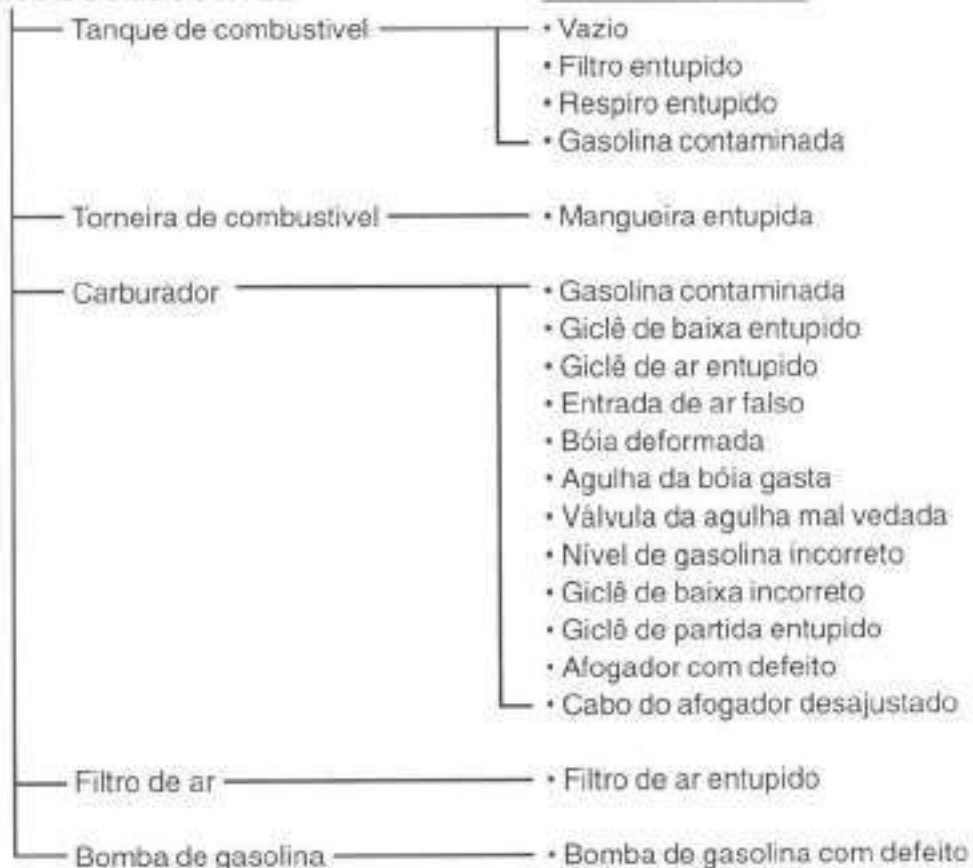 Tanque de combustivel
• Vazio
• Filtro entupido
• Respiro entupido
• Gasolina contaminada
Torneira de combustivel
• Mangueira entupida
Carburador
• Gasolina contaminada
• Giclê de baixa entupido
• Giclê de ar entupido
• Entrada de ar falso
• Bóia deformada
• Agulha da bóia gasta
• Válvula da agulha mal vedada
• Nível de gasolina incorreto
• Giclê de baixa incorreto
• Giclê de partida entupido
• Afogador com defeito
• Cabo do afogador desajustado
Filtro de ar
• Filtro de ar entupido
Bomba de gasolina
• Bomba de gasolina com defeito